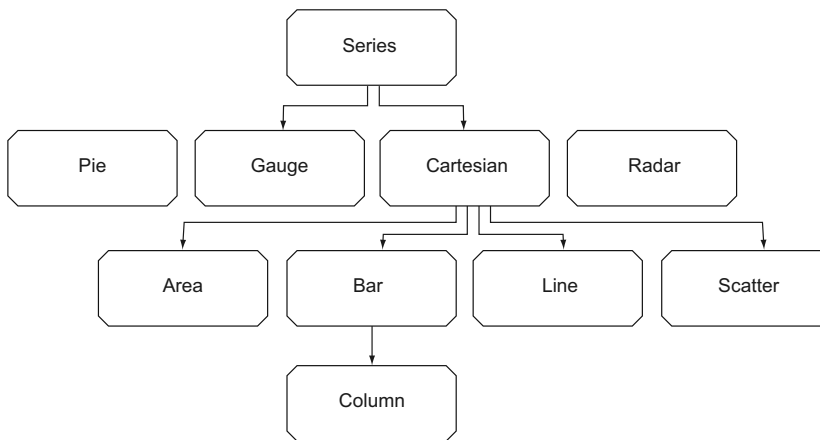 Series
Pie
Gauge
Cartesian
Radar
Area
Bar
Line
Scatter
Column